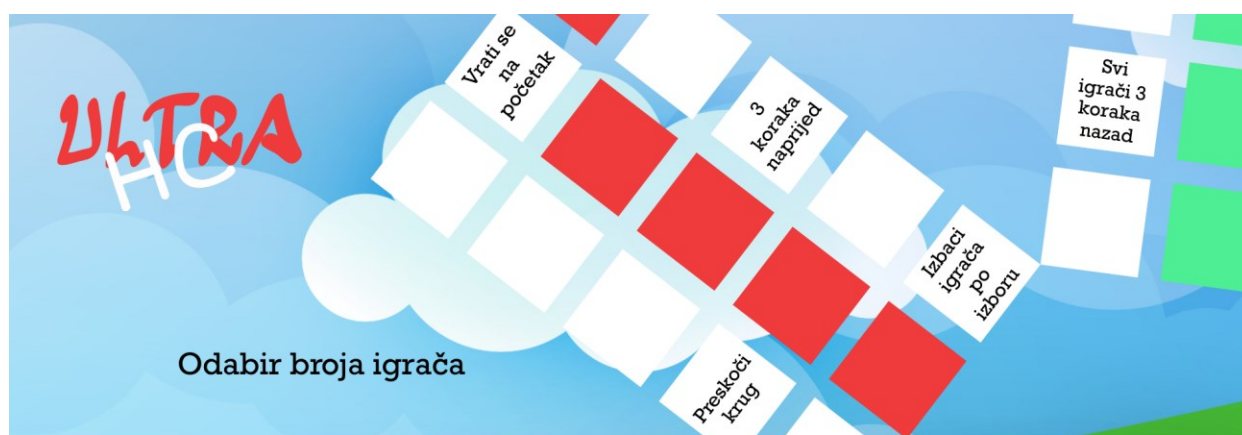 ULTRA
HC
Vrati se
na
početak
3
koraka
naprijed
Svi
igrači 3
koraka
nazad
Izbaci
igrača
po
izboru
Preskoči
krug
Odabir broja igrača